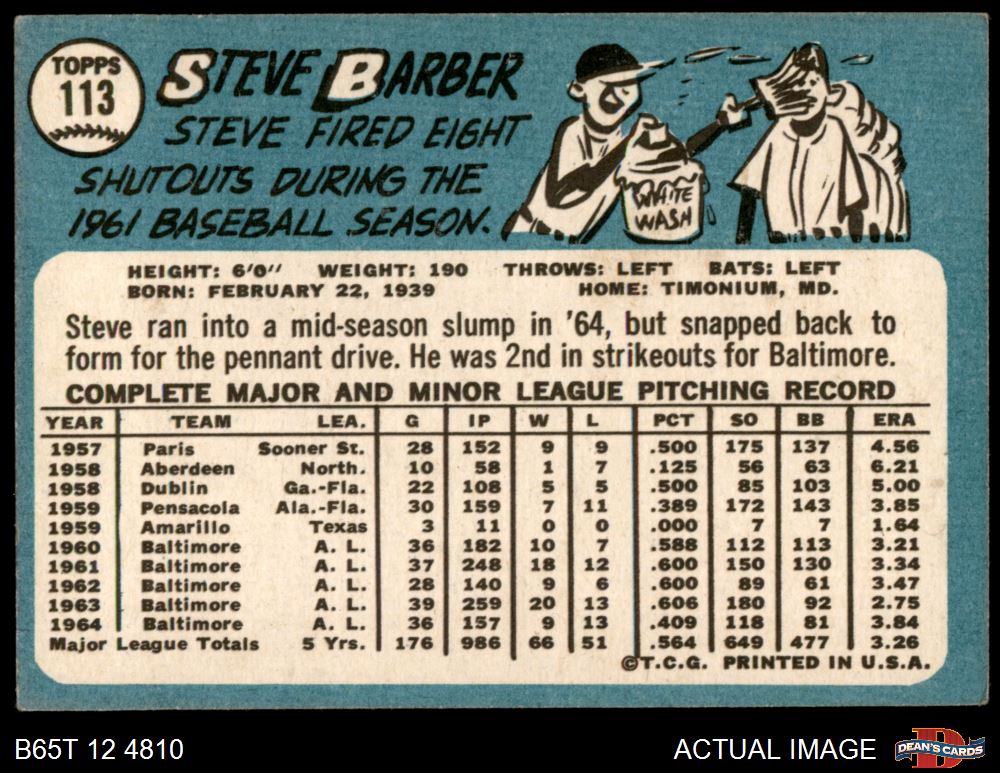 TOPPS
113
STEVE BARBER
STEVE FIRED EIGHT
SHUTOUTS DURING THE
1961 BASEBALL SEASON.
WHITE
WASH
HEIGHT: 6'0" WEIGHT: 190 THROWS: LEFT BATS: LEFT
BORN: FEBRUARY 22, 1939 HOME: TIMONIUM, MD.
Steve ran into a mid-season slump in '64, but snapped back to
form for the pennant drive. He was 2nd in strikeouts for Baltimore.
COMPLETE MAJOR AND MINOR LEAGUE PITCHING RECORD
YEAR TEAM LEA. G IP W L PCT SO BB ERA
1957 Paris Sooner St. 28 152 9 9 .500 175 137 4.56
1958 Aberdeen North. 10 58 1 7 .125 56 63 6.21
1958 Dublin Ga.-Fla. 22 108 5 5 .500 85 103 5.00
1959 Pensacola Ala.-Fla. 30 159 7 11 .389 172 143 3.85
1959 Amarillo Texas 3 11 0 0 .000 7 7 1.64
1960 Baltimore A. L. 36 182 10 7 .588 112 113 3.21
1961 Baltimore A. L. 37 248 18 12 .600 150 130 3.34
1962 Baltimore A. L. 28 140 9 6 .600 89 61 3.47
1963 Baltimore A. L. 39 259 20 13 .606 180 92 2.75
1964 Baltimore A. L. 36 157 9 13 .409 118 81 3.84
Major League Totals 5 Yrs. 176 986 66 51 .564 649 477 3.26
©T.C.G. PRINTED IN U.S.A.
B65T 12 4810 ACTUAL IMAGE DEAN'S CARDS